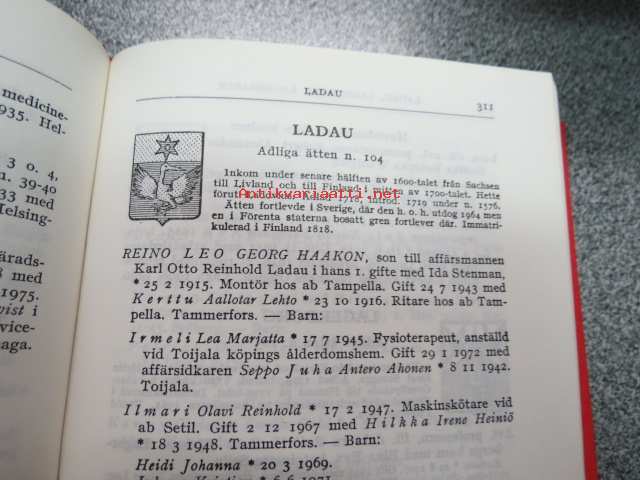 medicine-
935. Hel-
3 0 4,
n. 39-40
33 med
Helsing-
ärads-
8 med
1975.
vist i
vice-
aga.
LADAU
311
LADAU
Adliga ätten n. 104
Inkom under senare hälften av 1600-talet från Sachsen
till Livland och till Finland i mitten av 1700-talet. Hette
förut Ladovin. Adlad 1718, introd. 1719 under n. 1576.
Antikvariaatti.net
Ätten fortlevde i Sverige, där den h. o. h. utdog 1964 men
en i Förenta staterna bosatt gren fortlever där. Immatri-
kulerad i Finland 1818.
REINO LEO GEORG HAAKON, son till affärsmannen
Karl Otto Reinhold Ladau i hans 1. gifte med Ida Stenman,
* 25 2 1915. Montör hos ab Tampella. Gift 24 7 1943 med
Kerttu Aallotar Lehto * 23 10 1916. Ritare hos ab Tam-
pella. Tammerfors. — Barn:
Irmeli Lea Marjatta * 17 7 1945. Fysioterapeut, anställd
vid Toijala köpings ålderdomshem. Gift 29 1 1972 med
affärsidkaren Seppo Juha Antero Ahonen * 8 11 1942.
Toijala.
Ilmari Olavi Reinhold * 17 2 1947. Maskinskötare vid
ab Setil. Gift 2 12 1967 med Hilkka Irene Heiniö
* 18 3 1948. Tammerfors. — Barn:
Heidi Johanna * 20 3 1969.